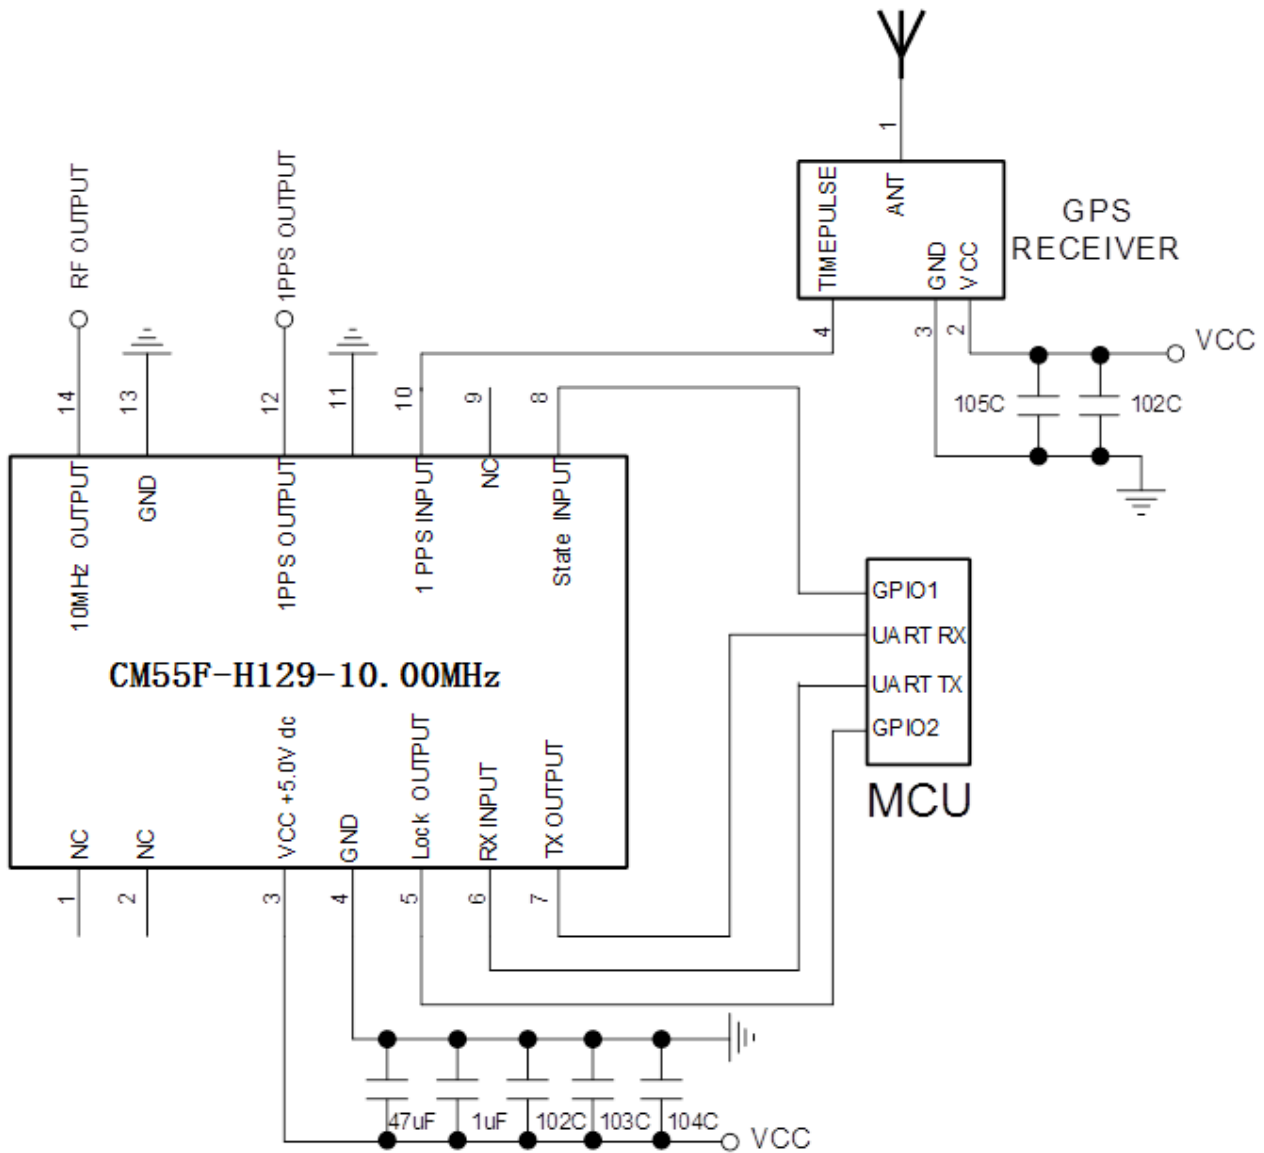 1
ANT
TIMEPULSE
GND
VCC
GPS
RECEIVER
4
3
2
VCC
105C
102C
RF OUTPUT
1PPS OUTPUT
14
13
12
11
10
9
8
10MHz OUTPUT
GND
1PPS OUTPUT
1 PPS INPUT
NC
State INPUT
CM55F-H129-10.00MHz
GPIO1
UART RX
UART TX
GPIO2
MCU
NC
NC
VCC +5.0V dc
GND
Lock OUTPUT
RX INPUT
TX OUTPUT
1
2
3
4
5
6
7
47uF
1uF
102C
103C
104C
VCC